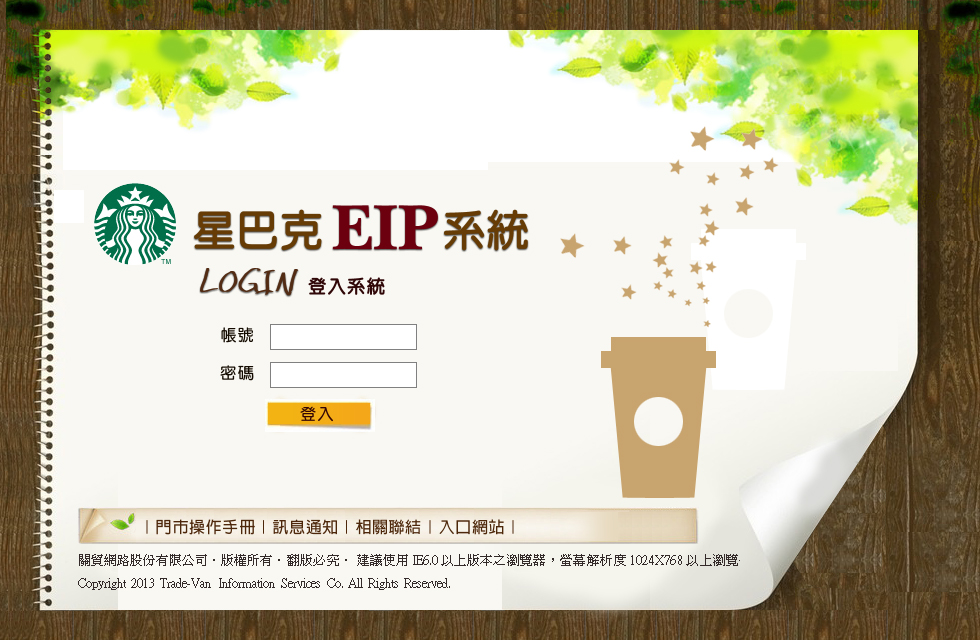 TM
星巴克 EIP 系統
LOGIN 登入系統
帳號
密碼
登入
| 門市操作手冊 | 訊息通知 | 相關聯結 | 入口網站 |
關貿網路股份有限公司‧版權所有‧翻版必究‧ 建議使用 IE6.0 以上版本之瀏覽器，螢幕解析度 1024X768 以上瀏覽
Copyright 2013 Trade-Van Information Services Co. All Rights Reserved.